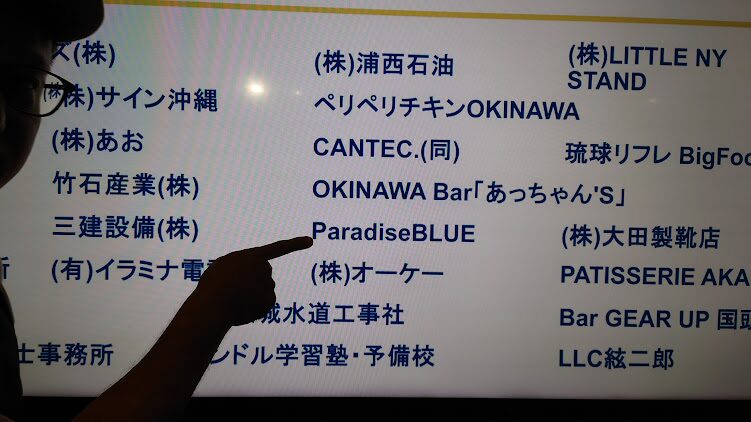 ズ(株)
(株)サイン沖縄
(株)あお
竹石産業(株)
三建設備(株)
(有)イラミナ電
士事務所
(株)浦西石油
ペリペリチキンOKINAWA
CANTEC.(同)
OKINAWA Bar「あっちゃん'S」
ParadiseBLUE
(株)オーケー
城水道工事社
ンドル学習塾・予備校
(株)LITTLE NY
STAND
琉球リフレ BigFoo
(株)大田製靴店
PATISSERIE AKA
Bar GEAR UP 国頭
LLC絃二郎